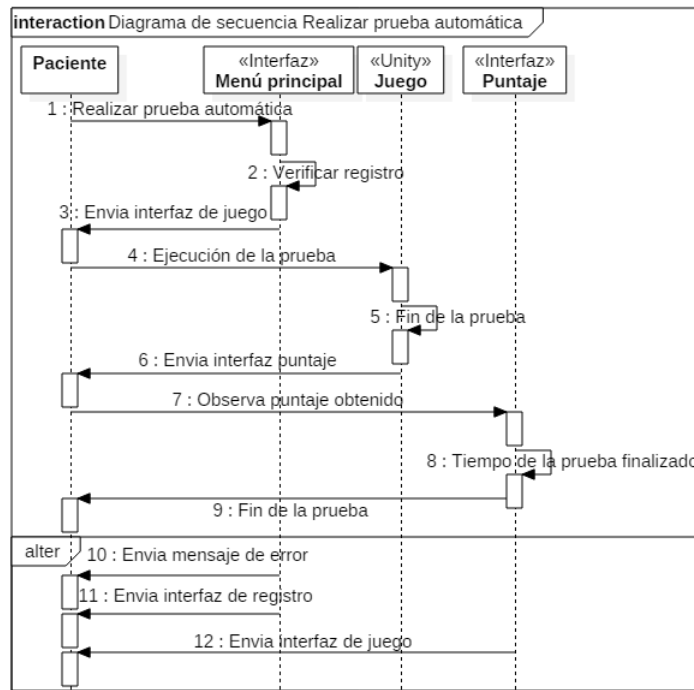 interaction Diagrama de secuencia Realizar prueba automática
Paciente
«Interfaz»
Menú principal
«Unity»
Juego
«Interfaz»
Puntaje
1 : Realizar prueba automática
2 : Verificar registro
3 : Envia interfaz de juego
4 : Ejecución de la prueba
5 : Fin de la prueba
6 : Envia interfaz puntaje
7 : Observa puntaje obtenido
8 : Tiempo de la prueba finalizado
9 : Fin de la prueba
alter
10 : Envia mensaje de error
11 : Envia interfaz de registro
12 : Envia interfaz de juego